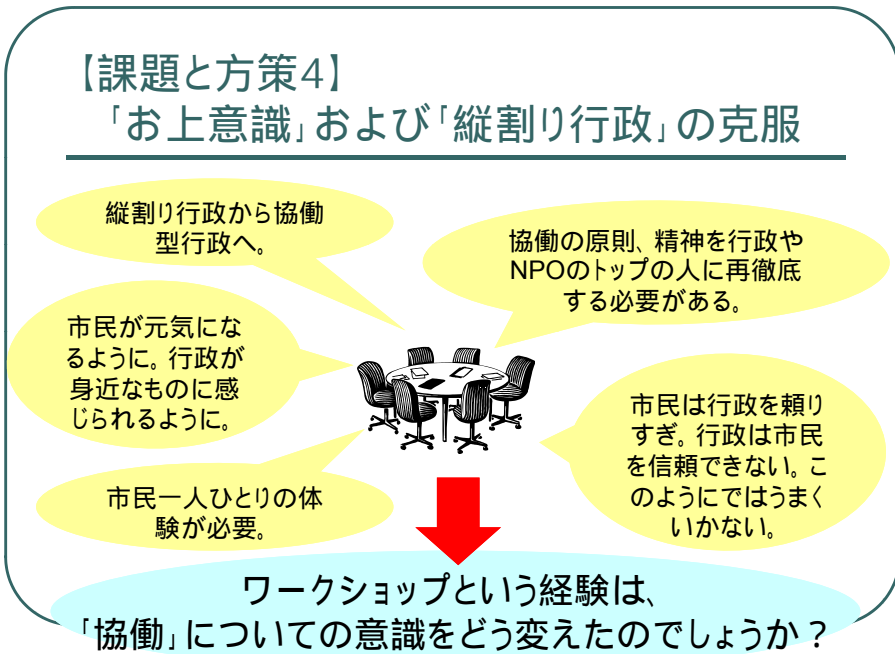 【課題と方策4】
「お上意識」および「縦割り行政」の克服
縦割り行政から協働
型行政へ。
協働の原則、精神を行政や
NPOのトップの人に再徹底
する必要がある。
市民が元気にな
るように。行政が
身近なものに感
じられるように。
市民は行政を頼り
すぎ。行政は市民
を信頼できない。こ
のようにではうまく
いかない。
市民一人ひとりの体
験が必要。
ワークショップという経験は、
「協働」についての意識をどう変えたのでしょうか？